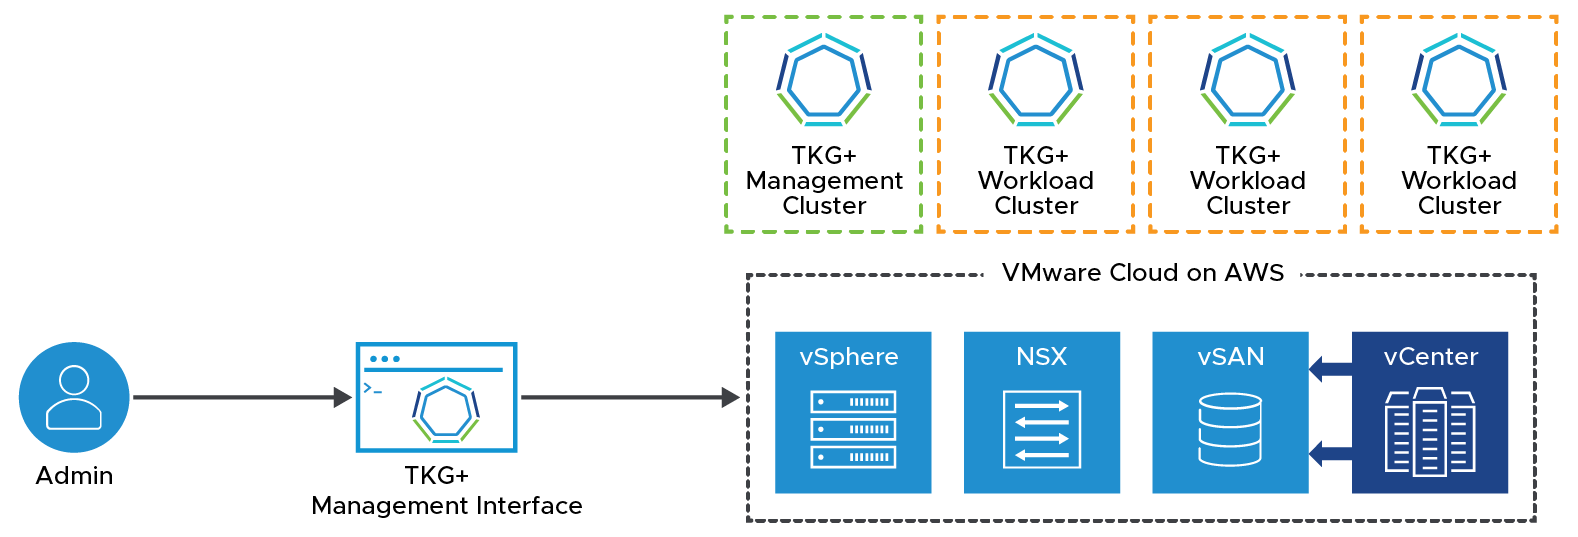 TKG+
Management
Cluster
TKG+
Workload
Cluster
TKG+
Workload
Cluster
TKG+
Workload
Cluster
VMware Cloud on AWS
vSphere
NSX
vSAN
vCenter
>_
Admin
TKG+
Management Interface